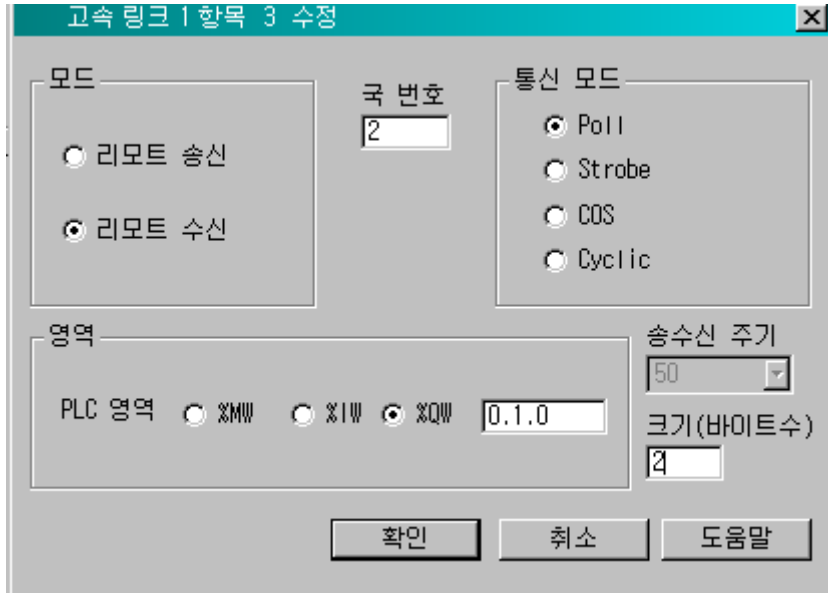 고속 링크 1 항목 3 수정
모드
리모트 송신
리모트 수신
국 번호
2
통신 모드
Poll
Strobe
COS
Cyclic
영역
PLC 영역 %MW %IW %QW 0.1.0
송수신 주기
50
크기(바이트수)
2
확인 취소 도움말